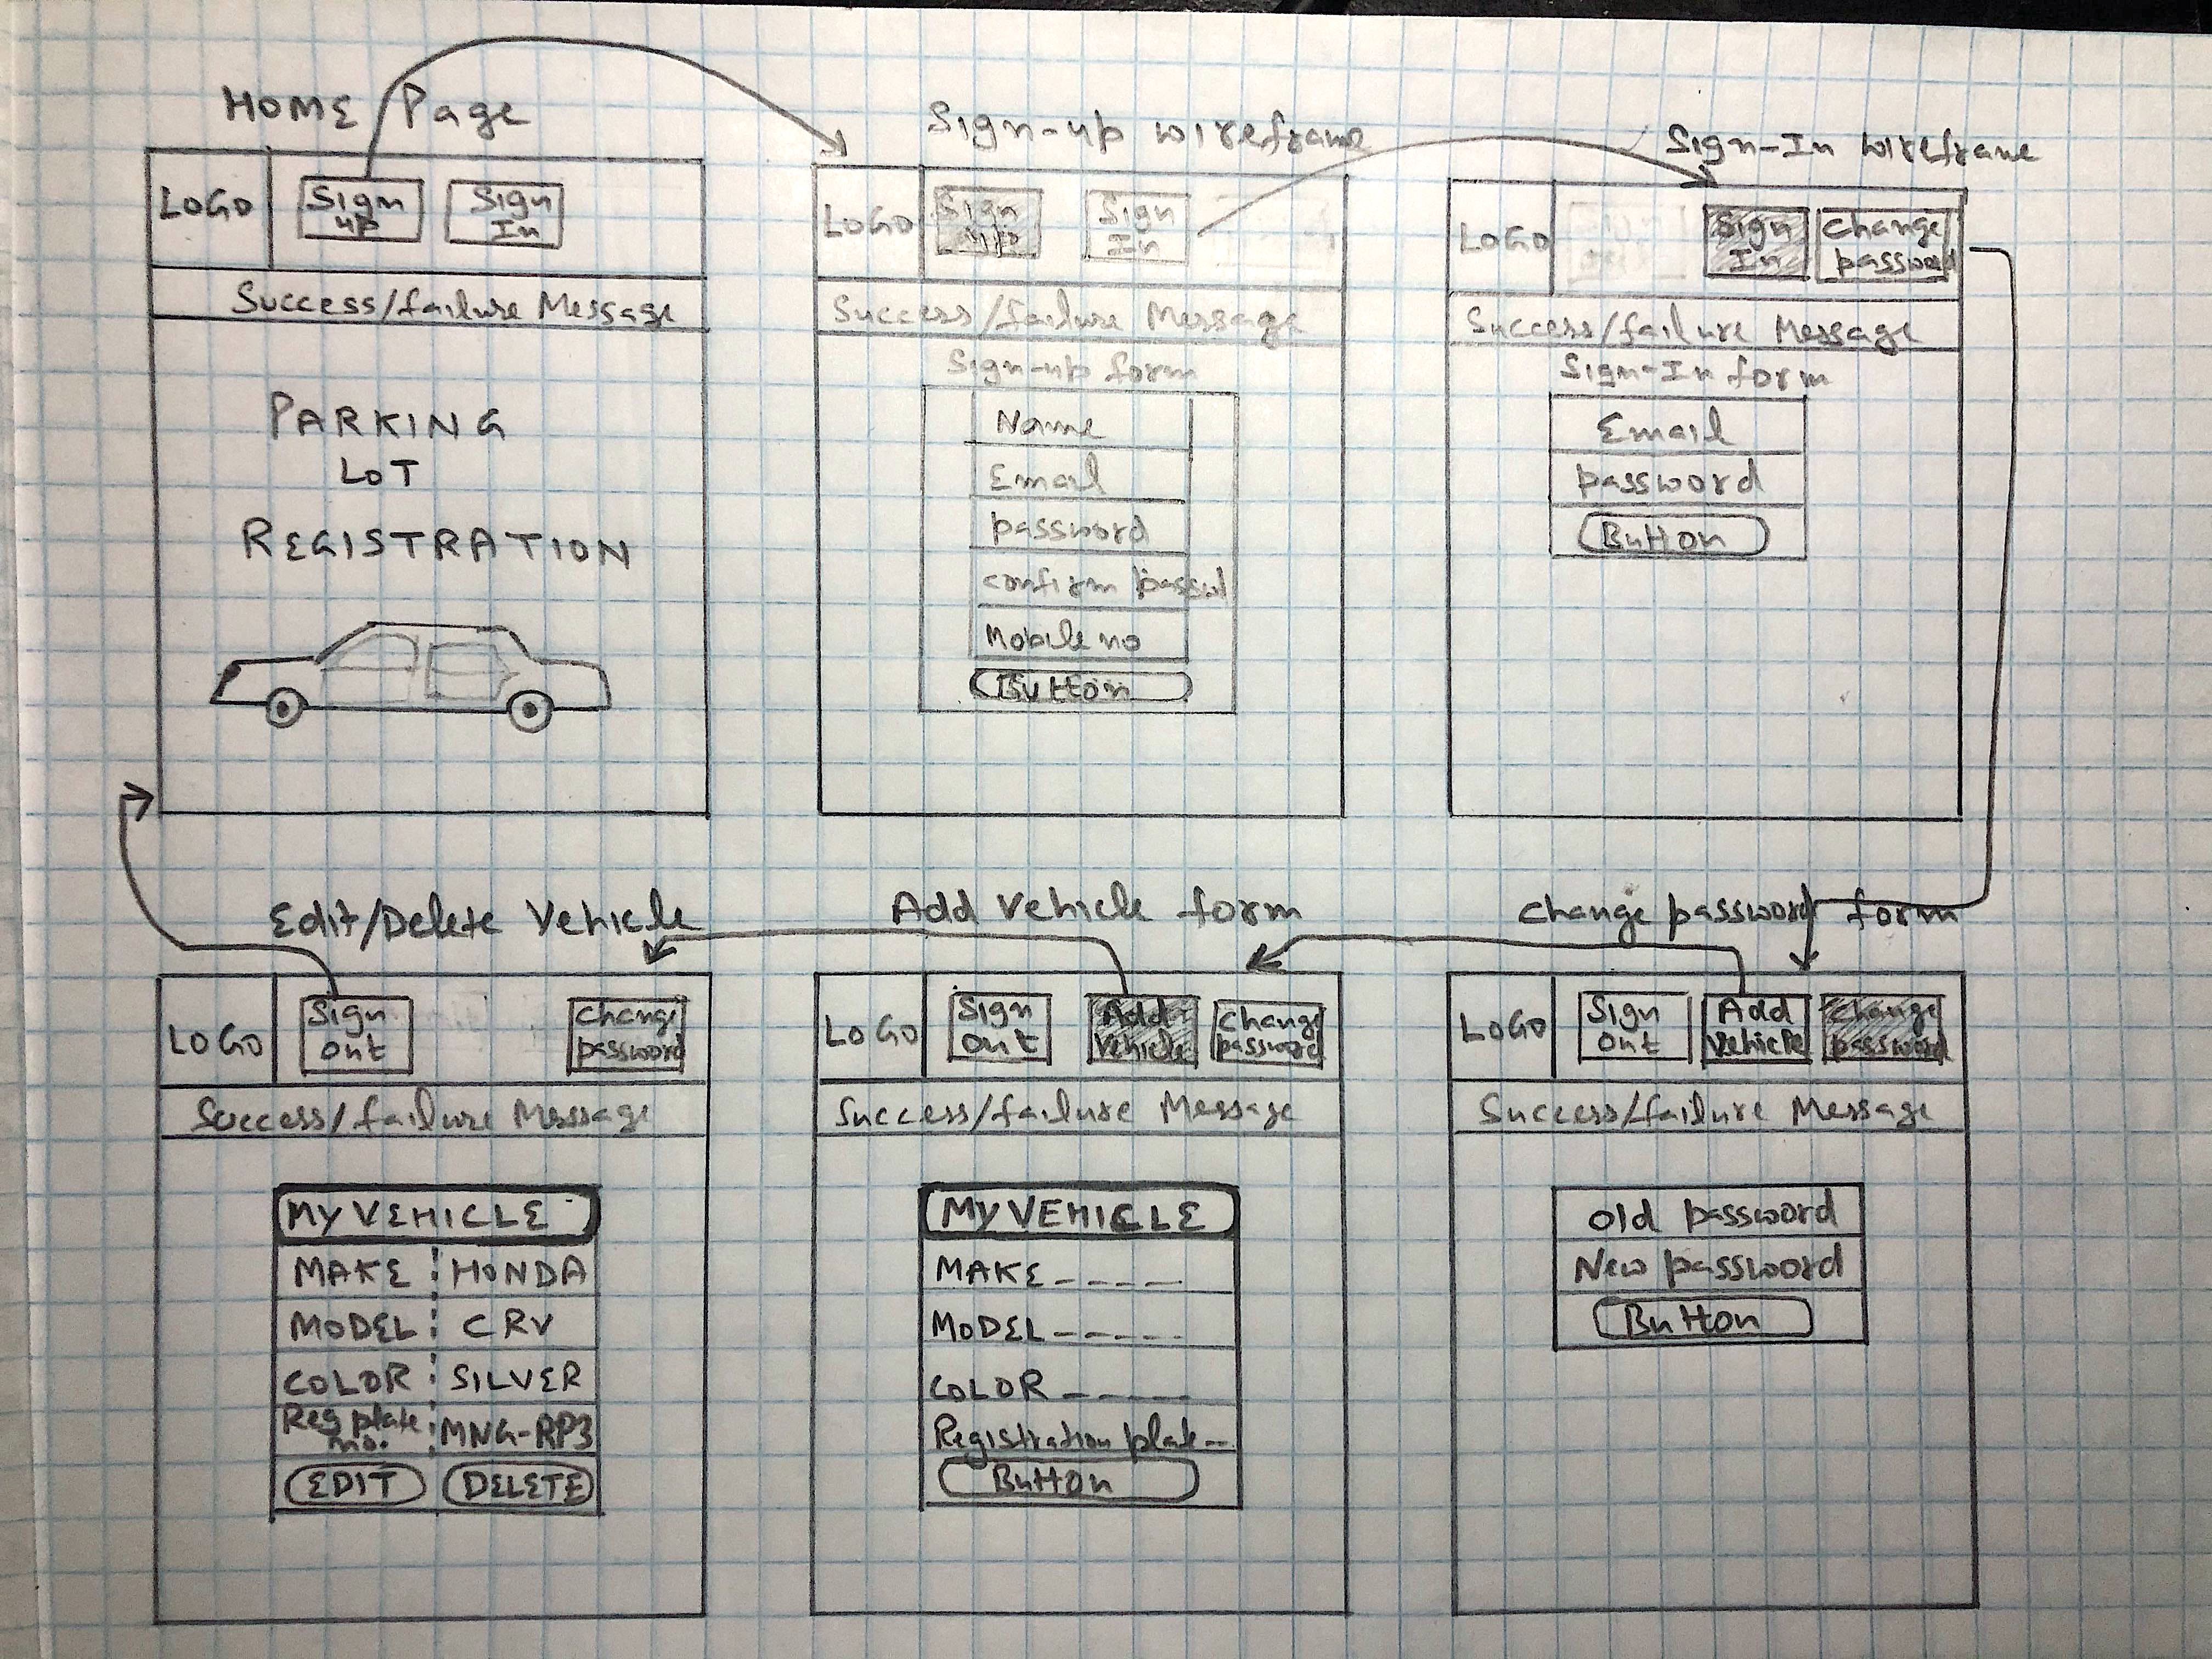 Home Page
LOGO
Sign
up
Sign
In
Success/failure Message
PARKING
LOT
REGISTRATION
Sign-up wireframe
LOGO
Sign
up
Sign
In
Success/failure Message
Sign-up form
Name
Email
password
confirm passwd
Mobile no
Button
Sign-In wireframe
LOGO
Sign
In
change
password
Success/failure Message
Sign-In form
Email
password
Button
Edit/Delete Vehicle
LOGO
Sign
out
change
password
Success/failure Message
MY VEHICLE
MAKE : HONDA
MODEL : CRV
COLOR : SILVER
Reg plate
no. : MNG-RP3
EDIT DELETE
Add Vehicle form
LOGO
Sign
out
Add
Vehicle
change
password
Success/failure Message
MY VEHICLE
MAKE ----
MODEL -----
COLOR -----
Registration plate --
Button
change password form
LOGO
Sign
out
Add
Vehicle
change
password
Success/failure Message
old password
New password
Button